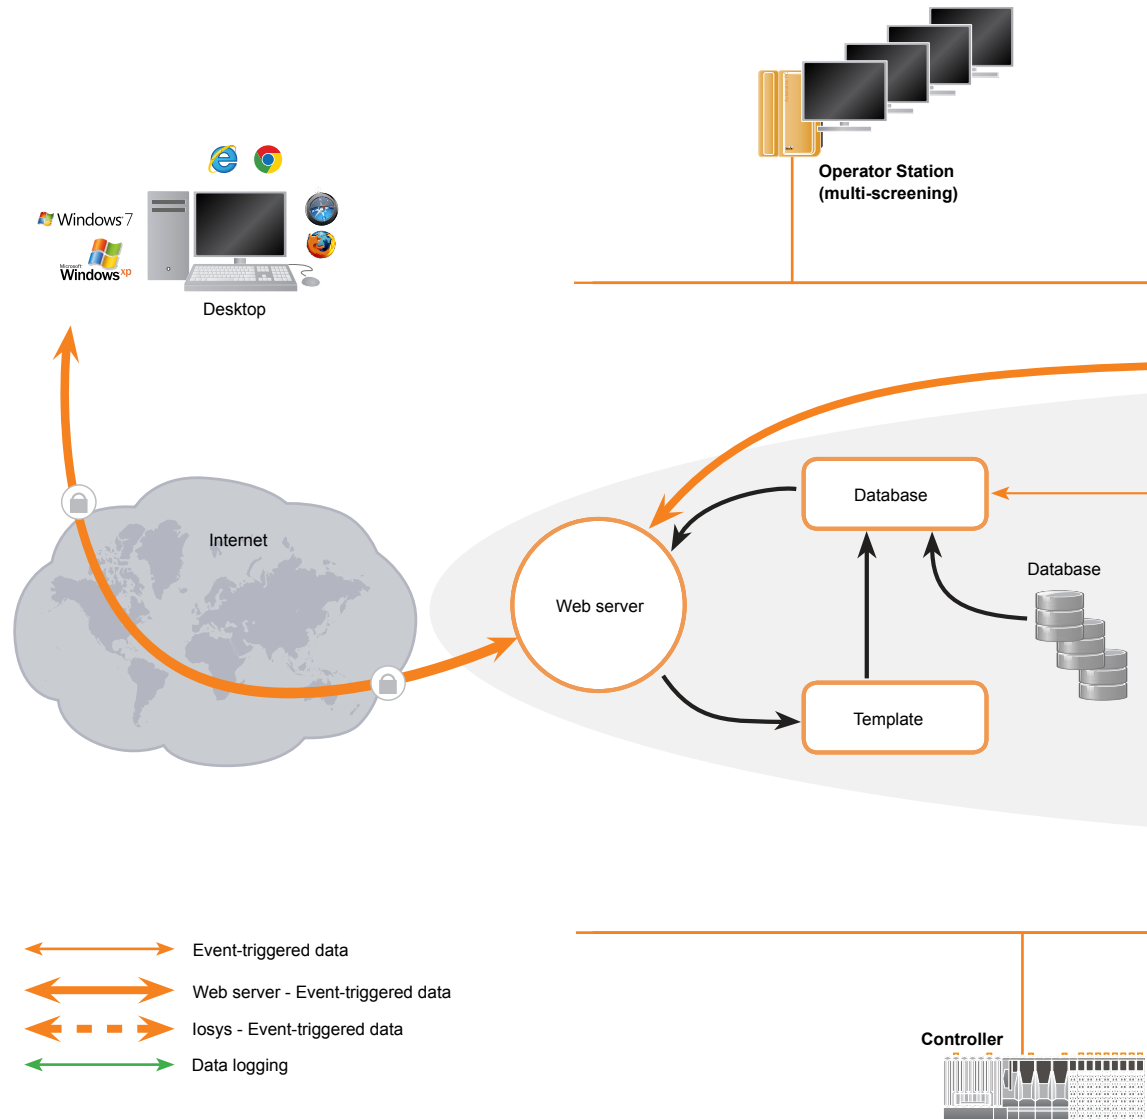 Operator Station
(multi-screening)
Windows 7
Microsoft
Windows xp
Desktop
Internet
Web server
Database
Database
Template
Event-triggered data
Web server - Event-triggered data
Iosys - Event-triggered data
Data logging
Controller